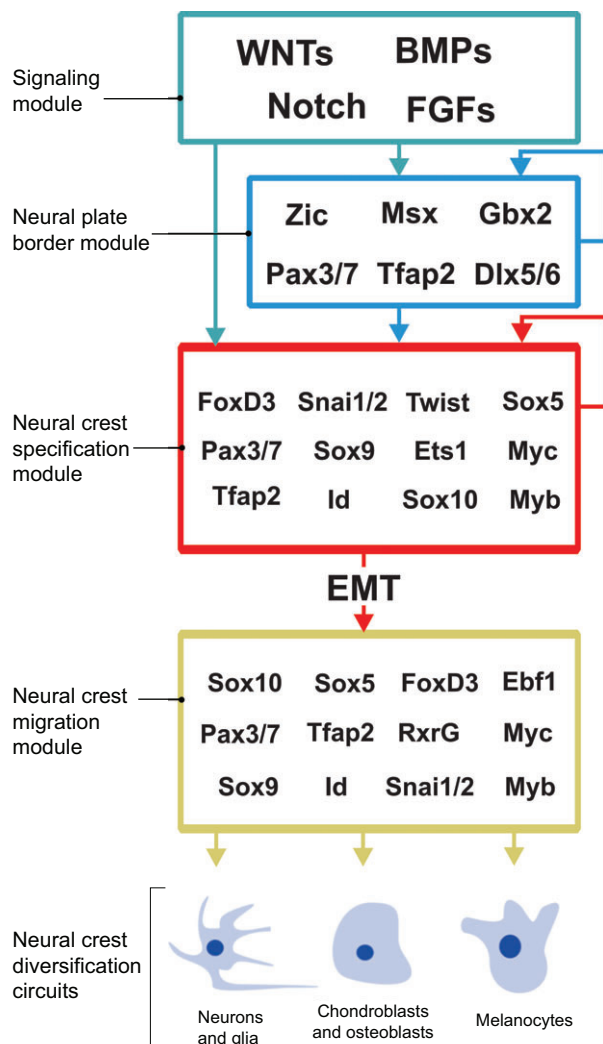 Signaling
module
WNTs BMPs
Notch FGFs
Neural plate
border module
Zic Msx Gbx2
Pax3/7 Tfap2 Dlx5/6
Neural crest
specification
module
FoxD3 Snai1/2 Twist Sox5
Pax3/7 Sox9 Ets1 Myc
Tfap2 Id Sox10 Myb
EMT
Neural crest
migration
module
Sox10 Sox5 FoxD3 Ebf1
Pax3/7 Tfap2 RxrG Myc
Sox9 Id Snai1/2 Myb
Neural crest
diversification
circuits
Neurons
and glia
Chondroblasts
and osteoblasts
Melanocytes